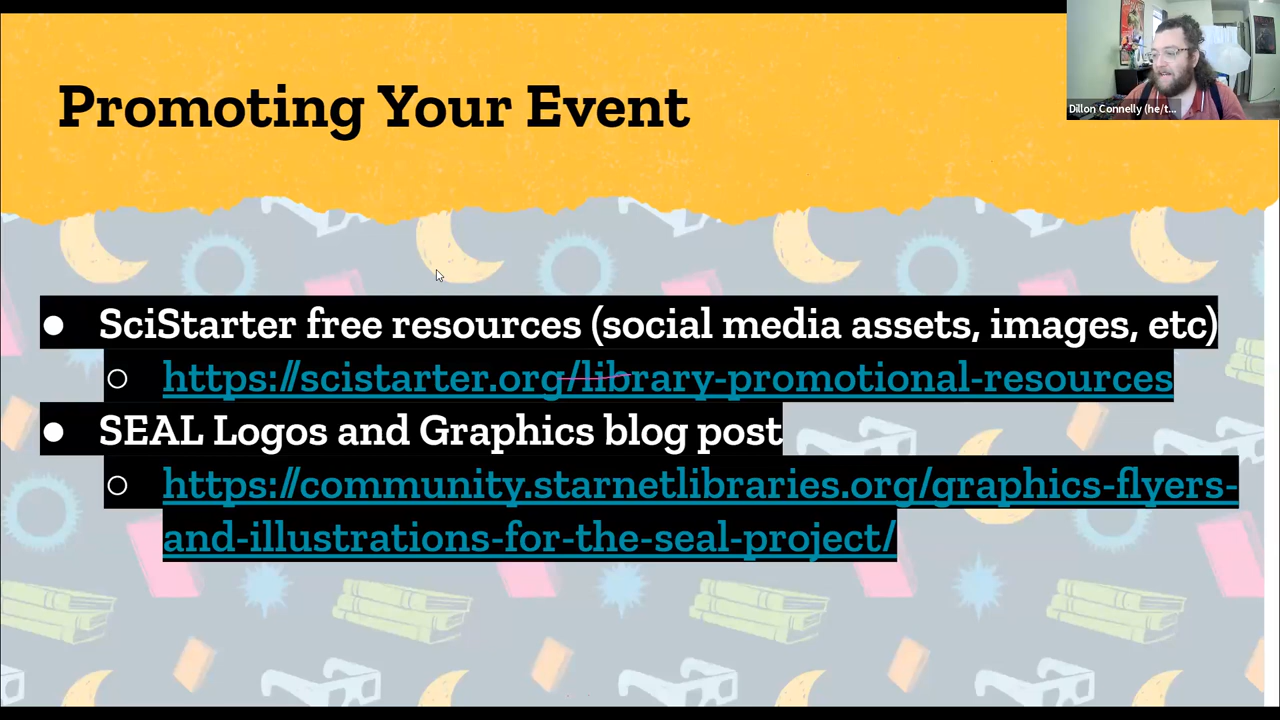 Promoting Your Event
Dillon Connelly (he/t...
● SciStarter free resources (social media assets, images, etc)
○ https://scistarter.org/library-promotional-resources
● SEAL Logos and Graphics blog post
○ https://community.starnetlibraries.org/graphics-flyers-
and-illustrations-for-the-seal-project/